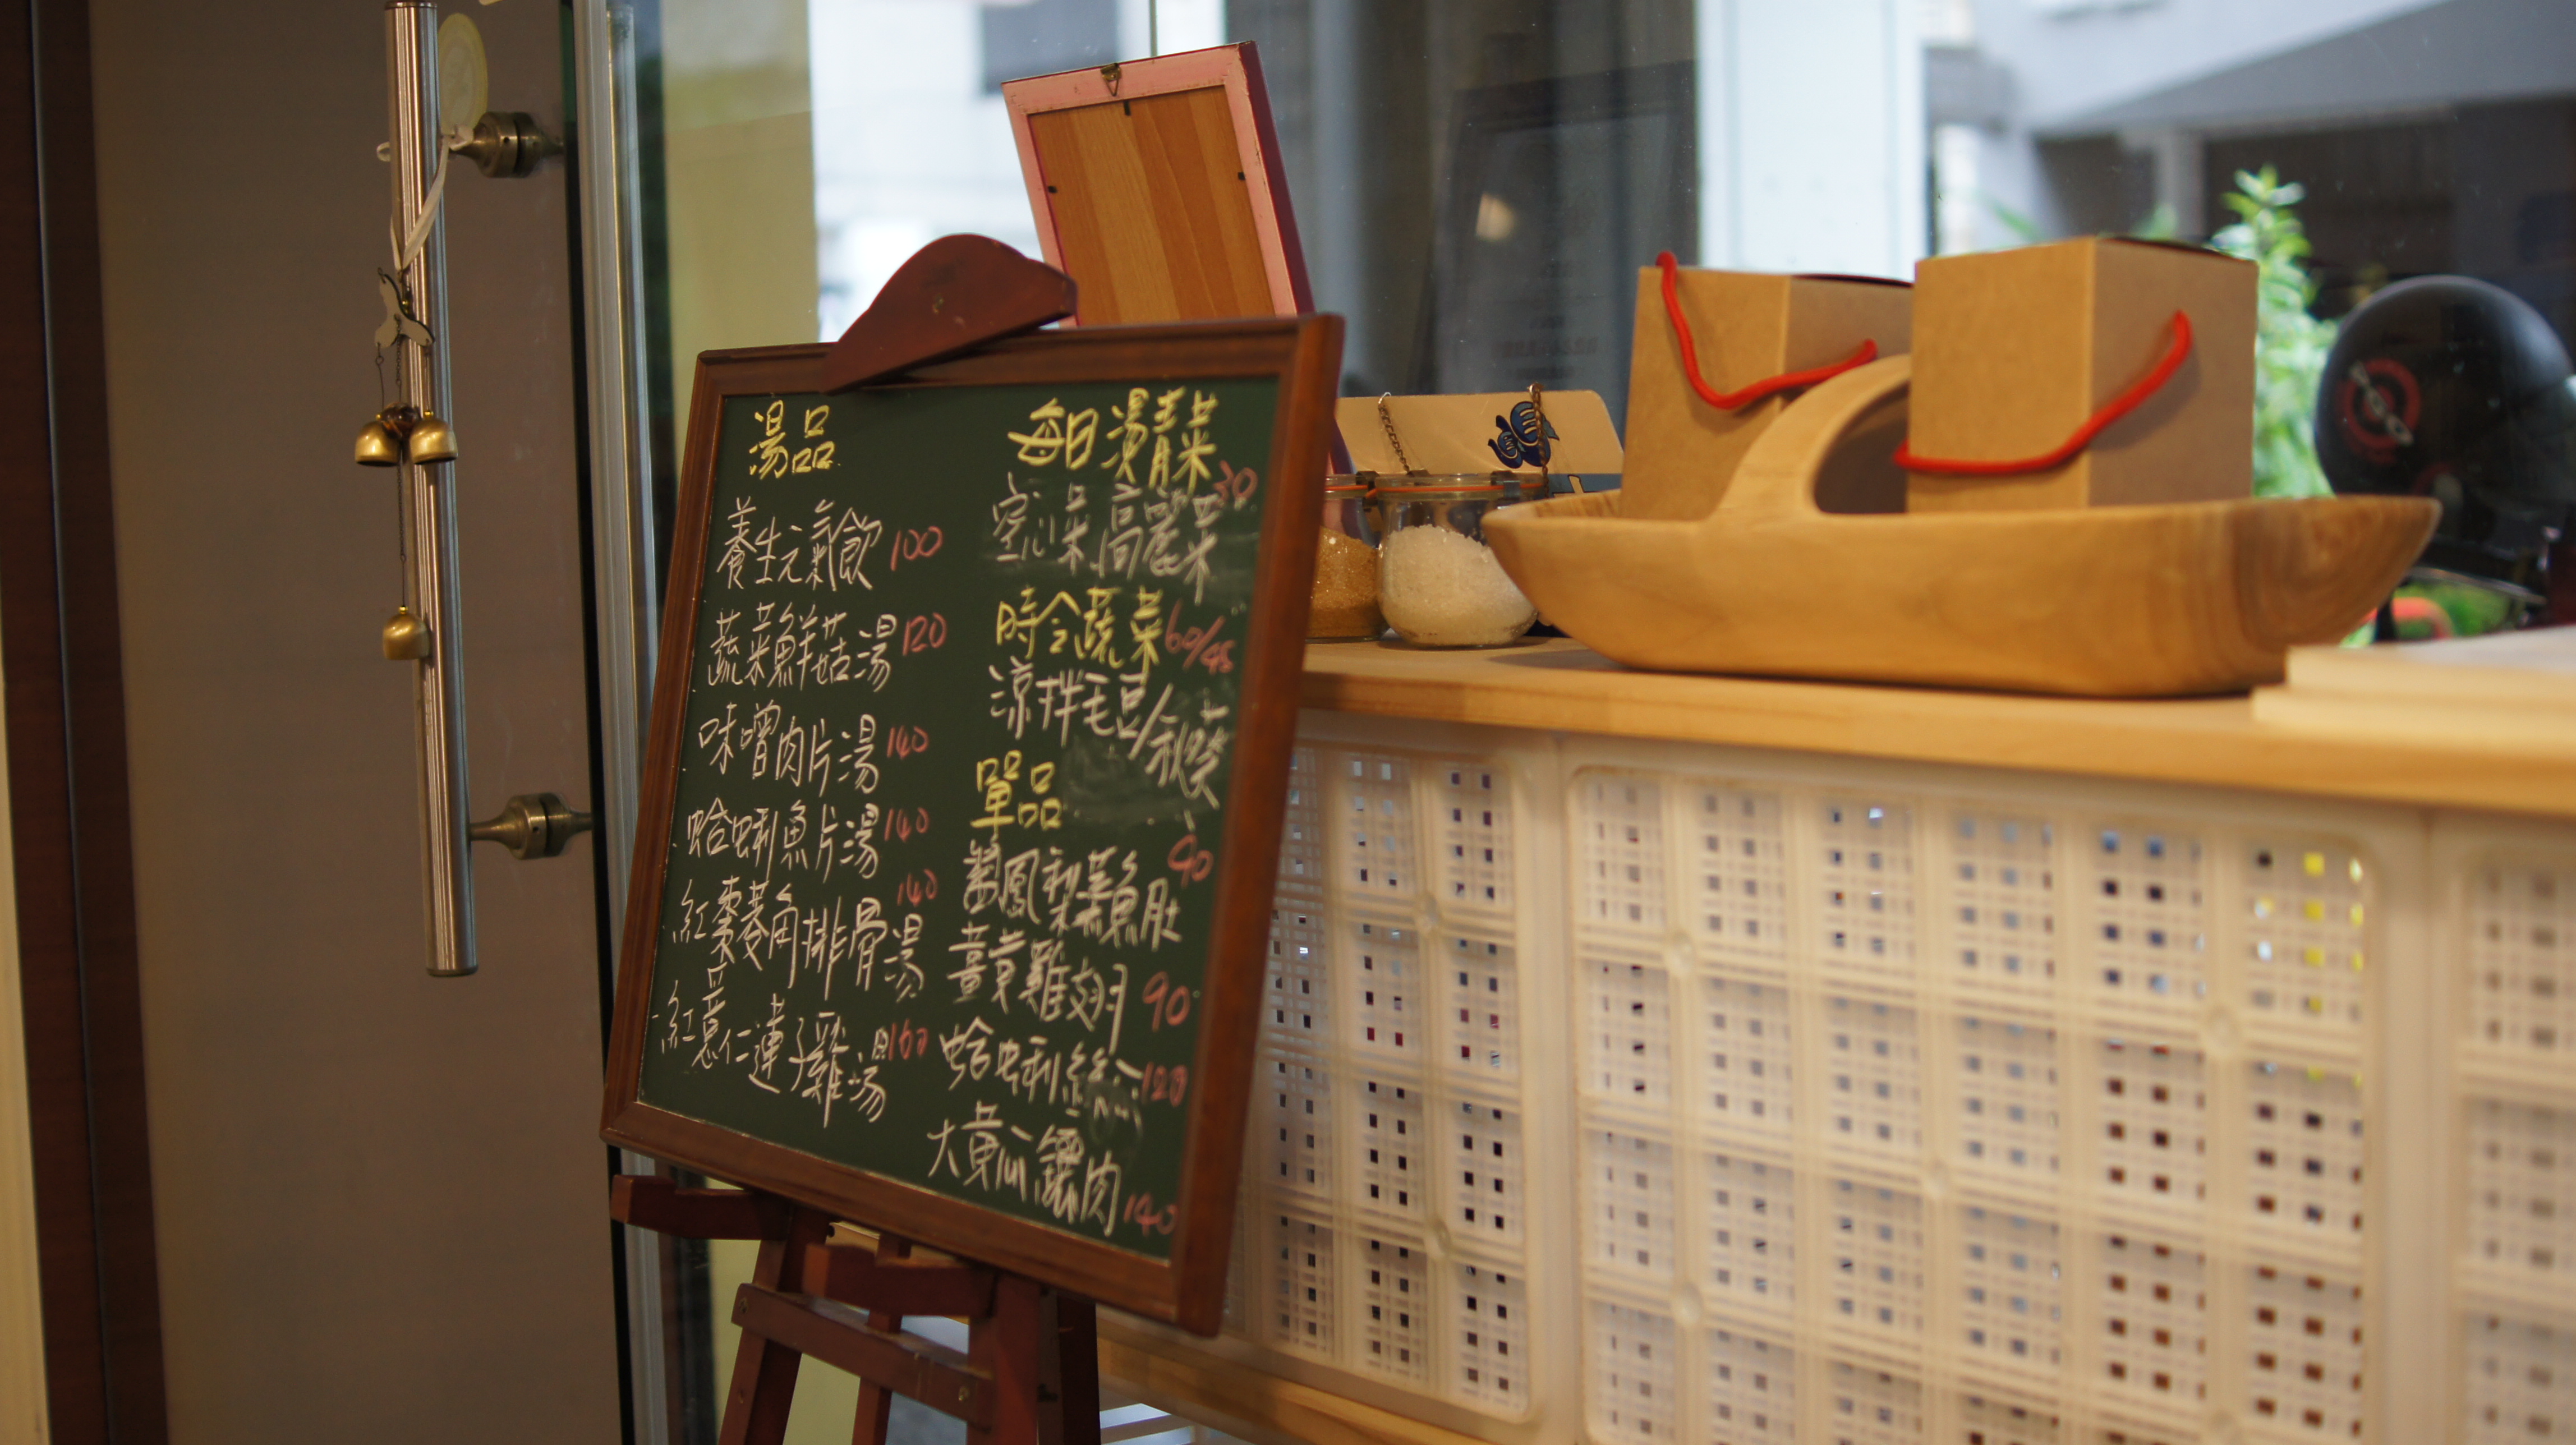 湯品
養生元氣飲 100
蔬菜鮮菇湯 120
味噌肉片湯 140
蛤蜊魚片湯 140
紅棗菱角排骨湯 140
紅薏仁蓮子雞湯 160
每日燙青菜 30
空心菜.高麗菜
時令蔬菜 60/45
涼拌毛豆/秋葵
單品
鳳梨蒸魚肚 90
薑黃雞翅 90
蛤蜊絲瓜 120
大黃瓜鑲肉 140